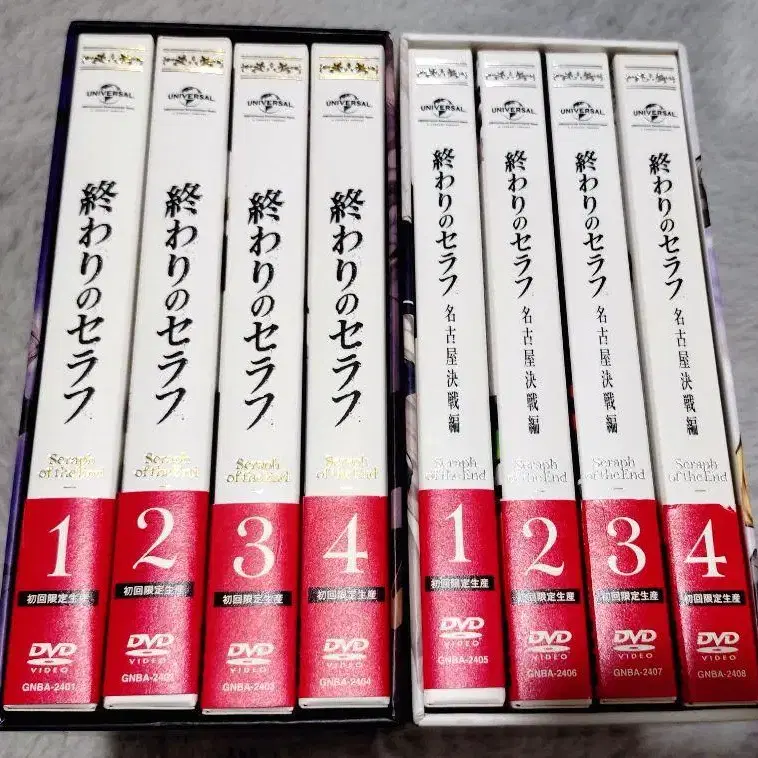 UNIVERSAL
終わりのセラフ
Seraph
of the End
1
初回限定生産
DVD
VIDEO
GNBA-2401
UNIVERSAL
終わりのセラフ
Seraph
of the End
2
初回限定生産
DVD
VIDEO
GNBA-2402
UNIVERSAL
終わりのセラフ
Seraph
of the End
3
初回限定生産
DVD
VIDEO
GNBA-2403
UNIVERSAL
終わりのセラフ
Seraph
of the End
4
初回限定生産
DVD
VIDEO
GNBA-2404
UNIVERSAL
終わりのセラフ 名古屋決戦編
Seraph
of the End
1
初回限定生産
DVD
VIDEO
GNBA-2405
UNIVERSAL
終わりのセラフ 名古屋決戦編
Seraph
of the End
2
初回限定生産
DVD
VIDEO
GNBA-2406
UNIVERSAL
終わりのセラフ 名古屋決戦編
Seraph
of the End
3
初回限定生産
DVD
VIDEO
GNBA-2407
UNIVERSAL
終わりのセラフ 名古屋決戦編
Seraph
of the End
4
初回限定生産
DVD
VIDEO
GNBA-2408